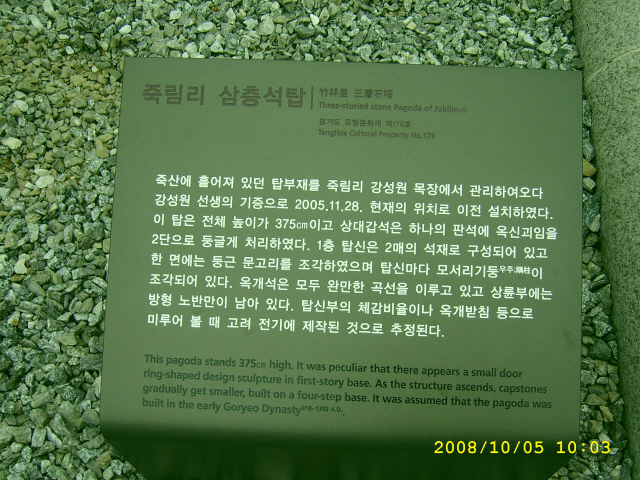 죽림리 삼층석탑
竹林里 三層石塔
Three-storied stone Pagoda of Juklim-ri
경기도 유형문화재 제179호
Tangible Cultural Property No.179
죽산에 흩어져 있던 탑부재를 죽림리 강성원 목장에서 관리하여오다
강성원 선생의 기증으로 2005.11.28. 현재의 위치로 이전 설치하였다.
이 탑은 전체 높이가 375㎝이고 상대갑석은 하나의 판석에 옥신괴임을
2단으로 둥글게 처리하였다. 1층 탑신은 2매의 석재로 구성되어 있고
한 면에는 둥근 문고리를 조각하였으며 탑신마다 모서리기둥우주;隅柱이
조각되어 있다. 옥개석은 모두 완만한 곡선을 이루고 있고 상륜부에는
방형 노반만이 남아 있다. 탑신부의 체감비율이나 옥개받침 등으로
미루어 볼 때 고려 전기에 제작된 것으로 추정된다.
This pagoda stands 375㎝ high. It was peculiar that there appears a small door
ring-shaped design sculpture in first-story base. As the structure ascends, capstones
gradually get smaller, built on a four-step base. It was assumed that the pagoda was
built in the early Goryeo Dynasty918~1392 A.D..
2008/10/05 10:03